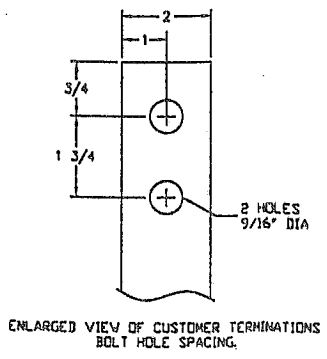 2
1
3/4
1 3/4
2 HOLES
9/16" DIA
ENLARGED VIEW OF CUSTOMER TERMINATIONS
BOLT HOLE SPACING.